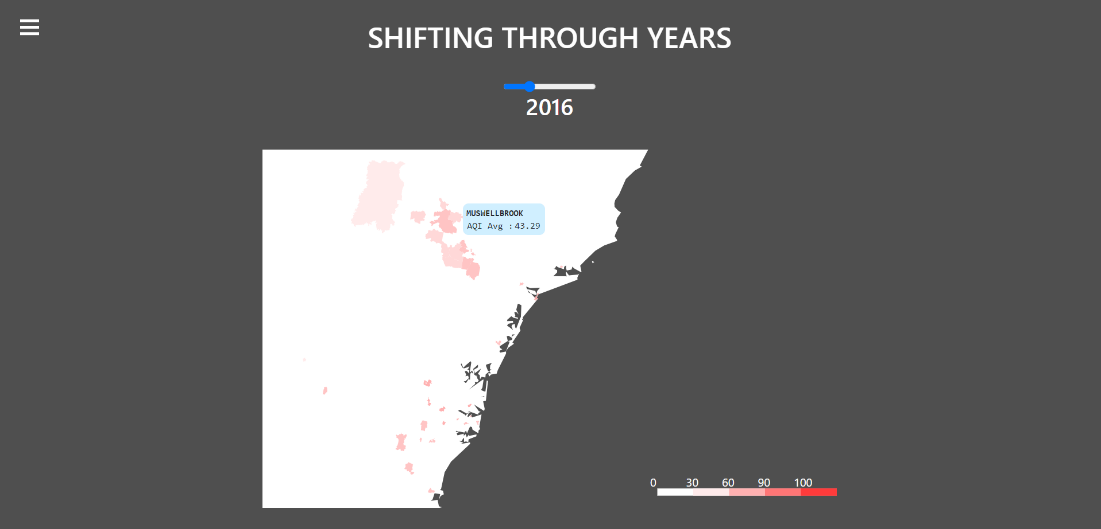 SHIFTING THROUGH YEARS
2016
MUSWELLBROOK
AQI Avg :43.29
0 30 60 90 100